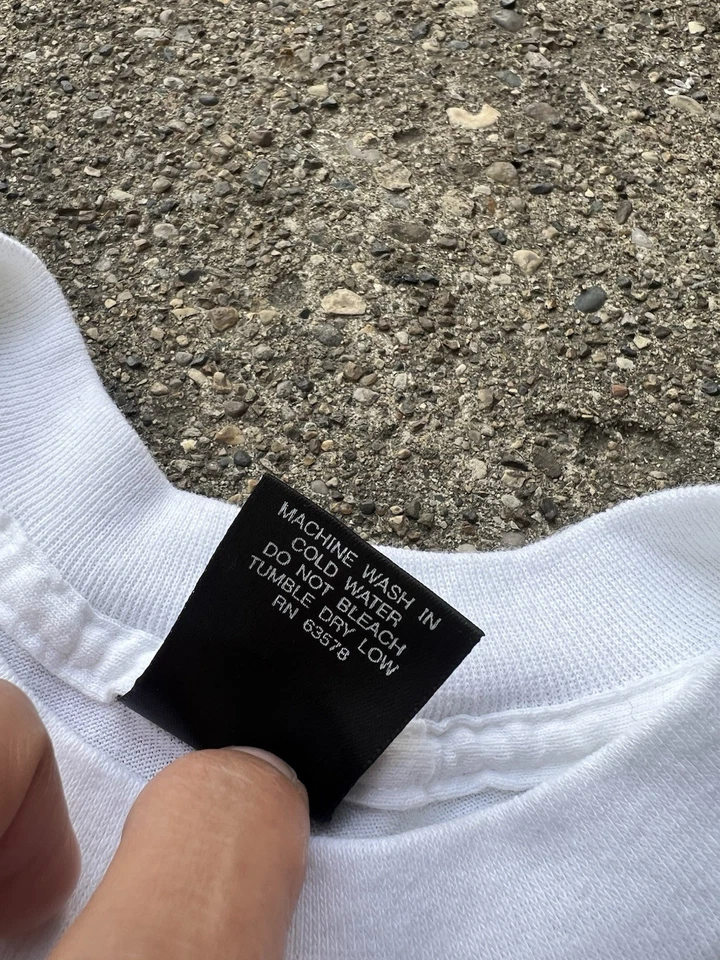 MACHINE WASH IN
COLD WATER
DO NOT BLEACH
TUMBLE DRY LOW
RN 63578